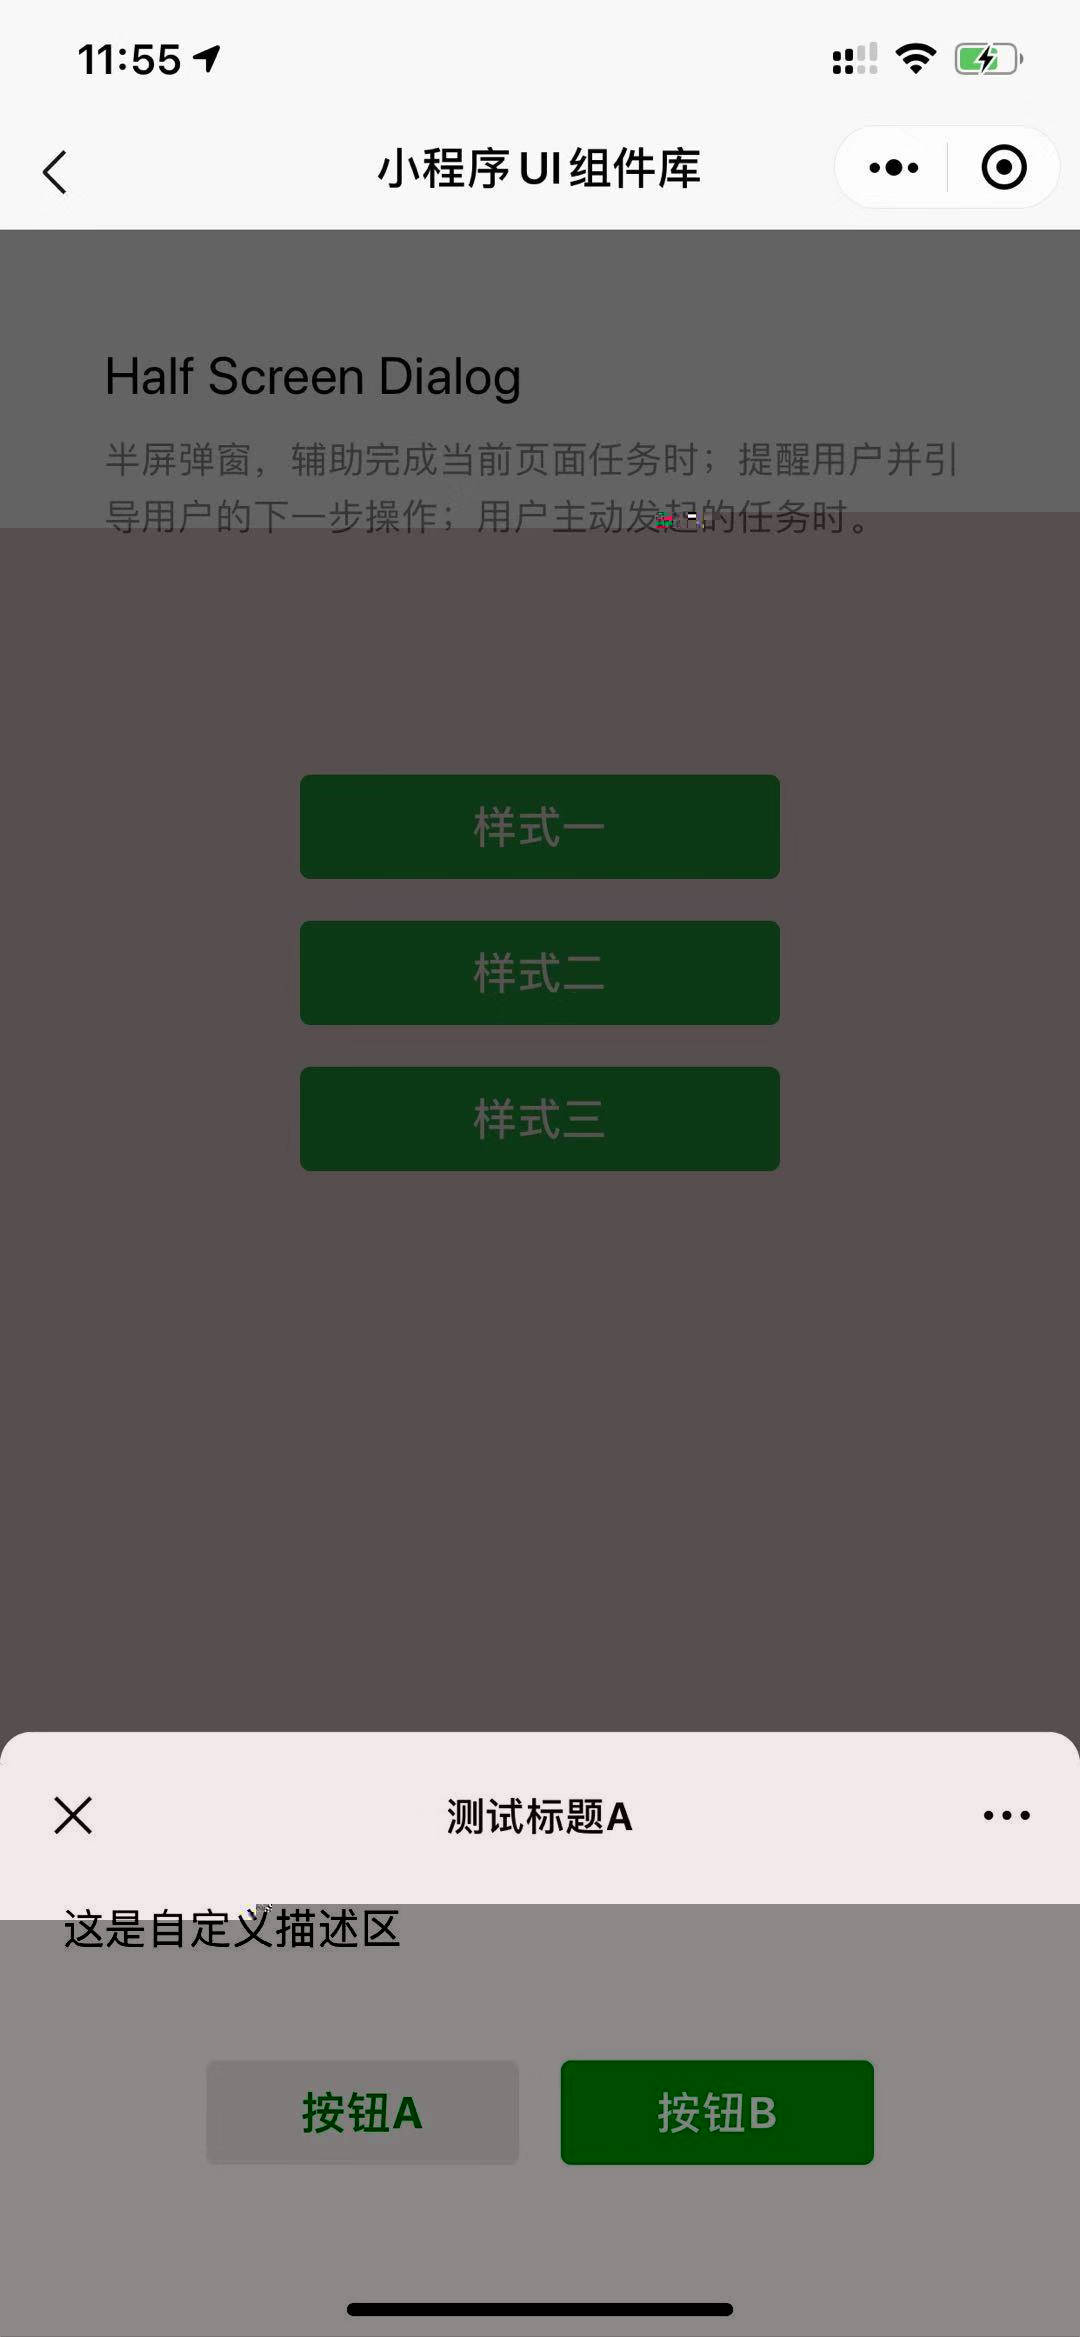 11:55
小程序UI组件库
Half Screen Dialog
半屏弹窗，辅助完成当前页面任务时；提醒用户并引
导用户的下一步操作；用户主动发起的任务时。
样式一
样式二
样式三
测试标题A
这是自定义描述区
按钮A
按钮B